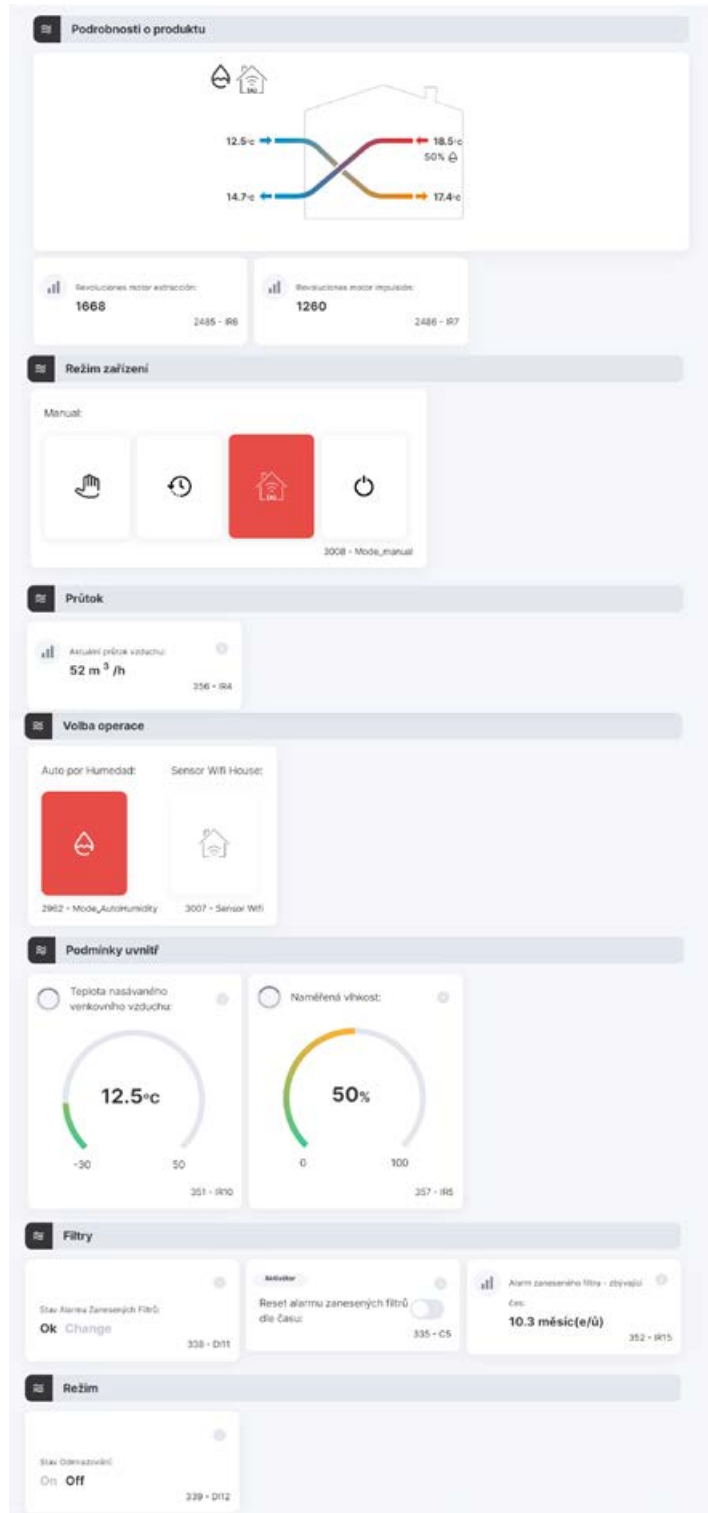 Podrobnosti o produktu
12.5°c
18.5°c
50%
14.7°c
17.4°c
Revoluciones motor extracción:
1668
2485 - IR6
Revoluciones motor impulsión:
1260
2486 - IR7
Režim zařízení
Manual:
3008 - Mode_manual
Průtok
Aktuální průtok vzduchu:
52 m ³ /h
356 - IR4
Volba operace
Auto por Humedad:
Sensor Wifi House:
2962 - Mode_AutoHumidity
3007 - Sensor Wifi
Podmínky uvnitř
Teplota nasávaného
venkovního vzduchu:
12.5°c
-30
50
351 - IR10
Naměřená vlhkost:
50%
0
100
357 - IR5
Filtry
Stav Alarmu Zanesených Filtrů:
Ok Change
338 - DI11
Aktivátor
Reset alarmu zanesených filtrů
dle času:
335 - C5
Alarm zaneseného filtru - zbývající
čas:
10.3 měsíc(e/ů)
352 - IR15
Režim
Stav Odmrazování:
On Off
339 - DI12